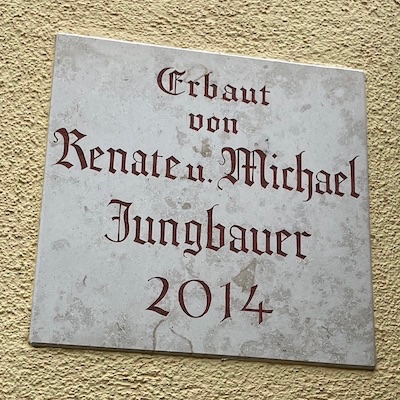 Erbaut
von
Renate u. Michael
Jungbauer
2014